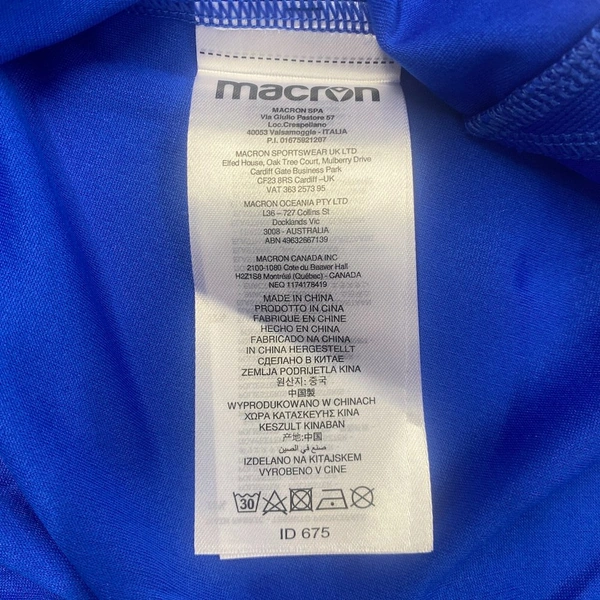 macron
MACRON SPA
Via Giulio Pastore 57
Loc.Crespellano
40053 Valsamoggia - ITALIA
P.I. 01675921207
MACRON SPORTSWEAR UK LTD.
Elfed House, Oak Tree Court, Mulberry Drive
Cardiff Gate Business Park
CF23 8RS Cardiff –UK
VAT 363 2573 95
MACRON OCEANIA PTY LTD
L36 – 727 Collins St
Docklands Vic
3008 - AUSTRALIA
ABN 49632667139
MACRON CANADA INC
2100-1080 Cote du Beaver Hall
H2Z1S8 Montréal (Québec) - CANADA
NEQ 1174178419
MADE IN CHINA
PRODOTTO IN CINA
FABRIQUE EN CHINE
HECHO EN CHINA
FABRICADO NA CHINA
IN CHINA HERGESTELLT
СДЕЛАНО В КИТАЕ
ZEMLJA PODRIJETLA KINA
원산지: 중국
中国製
WYPRODUKOWANO W CHINACH
ΧΩΡΑ ΚΑΤΑΣΚΕΥΗΣ ΚΙΝΑ
KESZULT KINABAN
产地:中国
صنع في الصين
IZDELANO NA KITAJSKEM
VYROBENO V CINE
30
ID 675